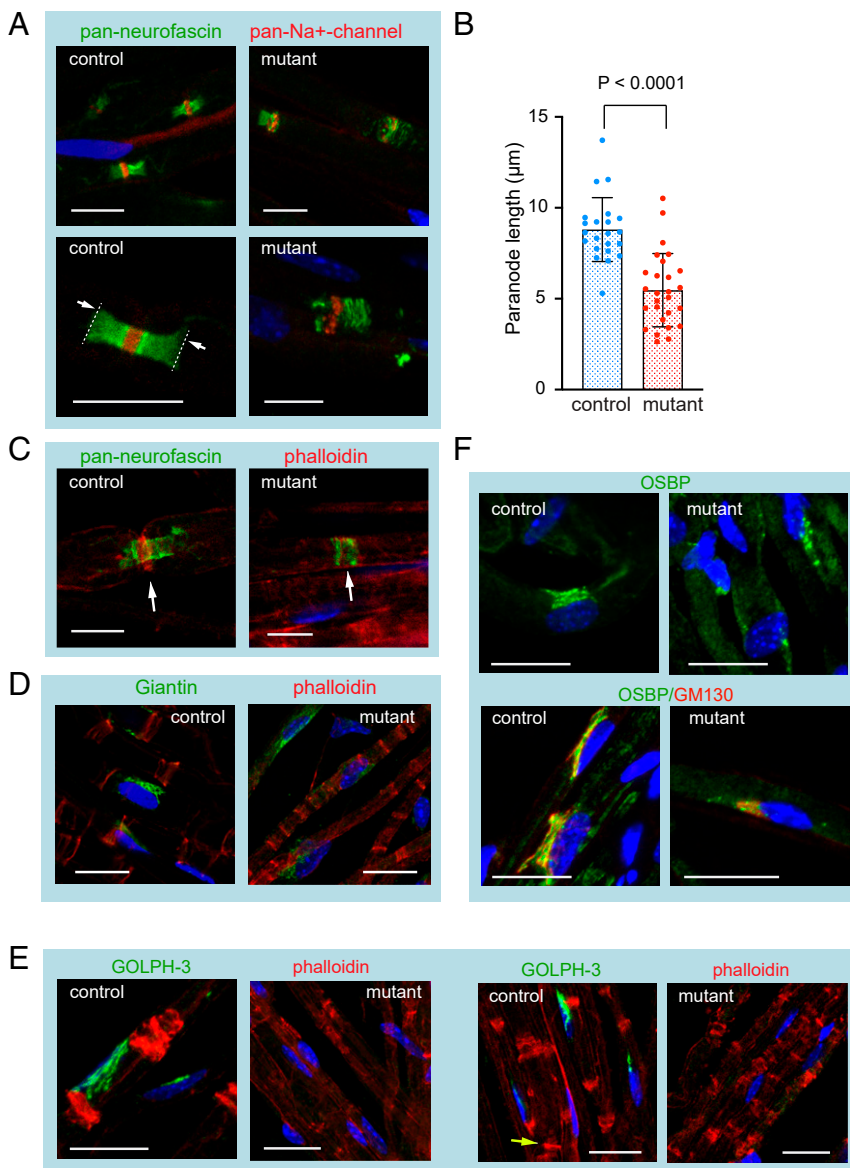 A
pan-neurofascin pan-Na+-channel
control
mutant
control
mutant
B
P < 0.0001
Paranode length (μm)
15
10
5
0
control mutant
C
pan-neurofascin phalloidin
control
mutant
D
Giantin phalloidin
control
mutant
F
OSBP
control
mutant
OSBP/GM130
control
mutant
E
GOLPH-3 phalloidin
control
mutant
GOLPH-3 phalloidin
control
mutant